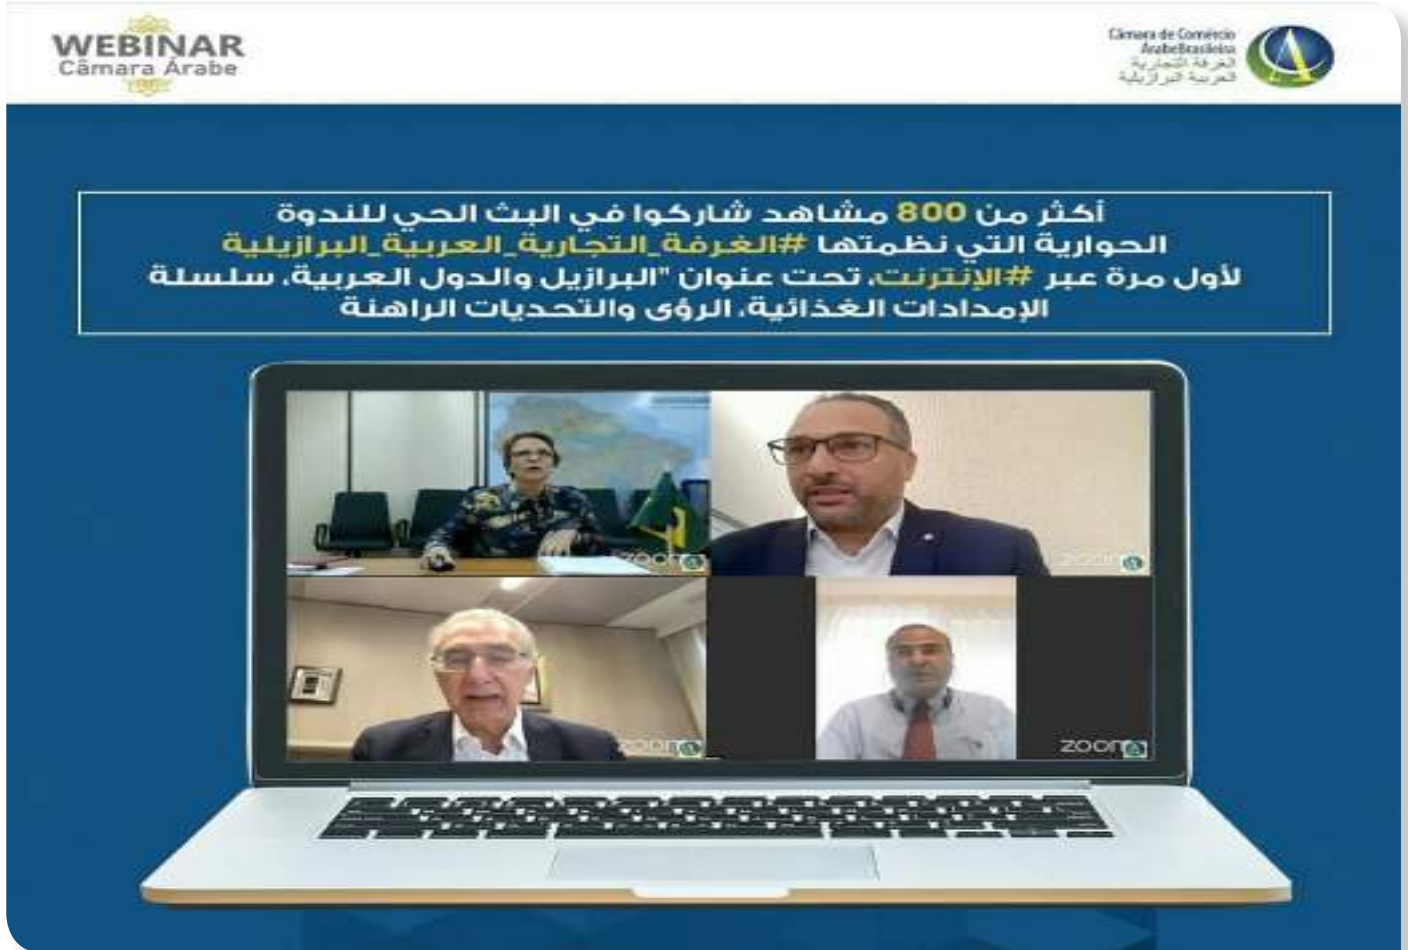 WEBINAR
Câmara Árabe
Câmara de Comércio
ÁrabeBrasileira
الغرفة التجارية
العربية البرازيلية
أكثر من 800 مشاهد شاركوا في البث الحي للندوة
الحوارية التي نظمتها #الغرفة_التجارية_العربية_البرازيلية
لأول مرة عبر #الإنترنت، تحت عنوان "البرازيل والدول العربية، سلسلة
الإمدادات الغذائية، الرؤى والتحديات الراهنة
zoom
zoom
zoom
zoom